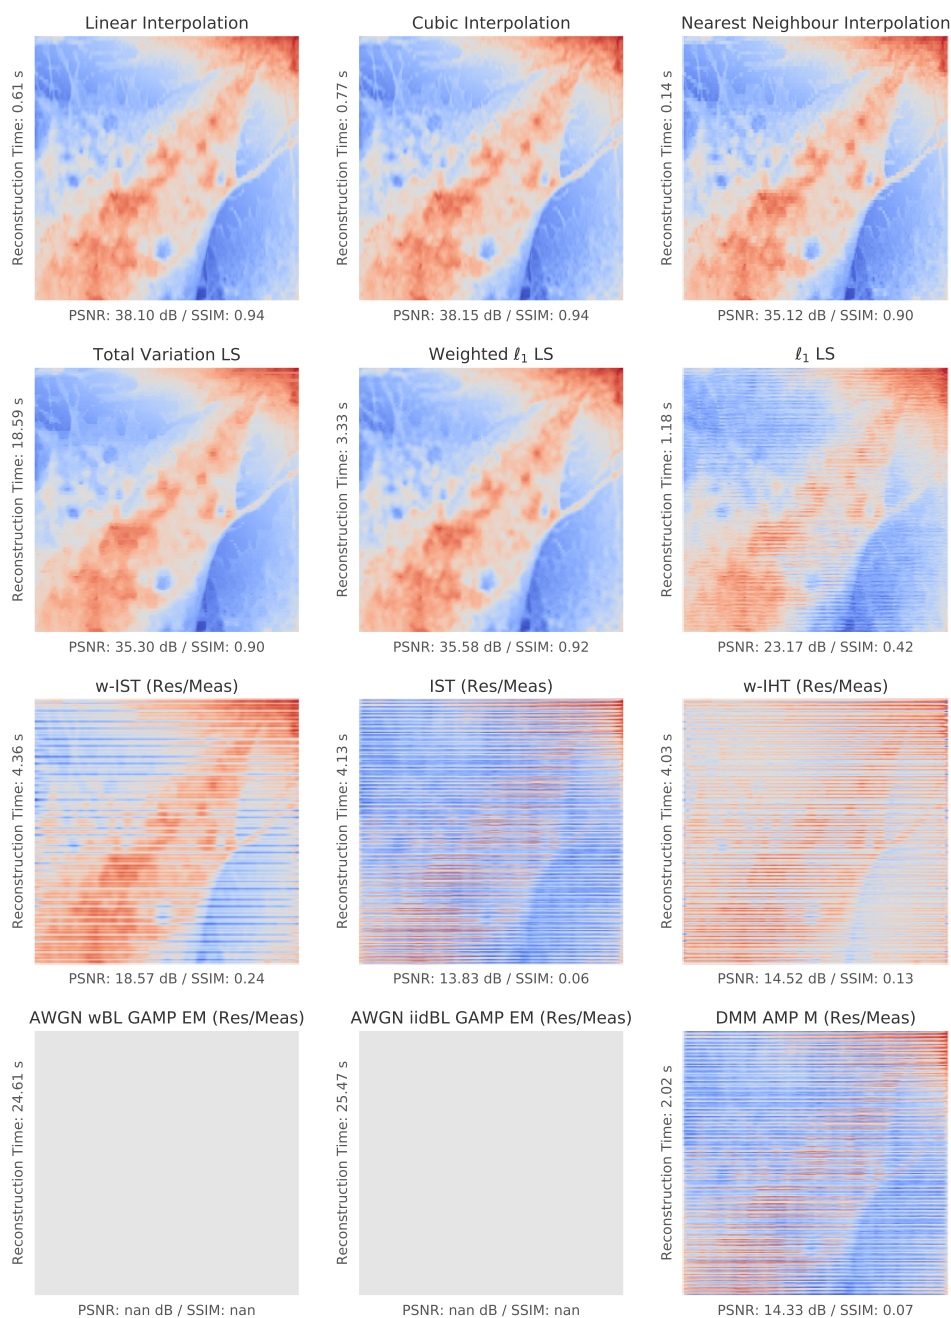 Linear Interpolation
Reconstruction Time: 0.61 s
PSNR: 38.10 dB / SSIM: 0.94
Cubic Interpolation
Reconstruction Time: 0.77 s
PSNR: 38.15 dB / SSIM: 0.94
Nearest Neighbour Interpolation
Reconstruction Time: 0.14 s
PSNR: 35.12 dB / SSIM: 0.90
Total Variation LS
Reconstruction Time: 18.59 s
PSNR: 35.30 dB / SSIM: 0.90
Weighted ℓ₁ LS
Reconstruction Time: 3.33 s
PSNR: 35.58 dB / SSIM: 0.92
ℓ₁ LS
Reconstruction Time: 1.18 s
PSNR: 23.17 dB / SSIM: 0.42
w-IST (Res/Meas)
Reconstruction Time: 4.36 s
PSNR: 18.57 dB / SSIM: 0.24
IST (Res/Meas)
Reconstruction Time: 4.13 s
PSNR: 13.83 dB / SSIM: 0.06
w-IHT (Res/Meas)
Reconstruction Time: 4.03 s
PSNR: 14.52 dB / SSIM: 0.13
AWGN wBL GAMP EM (Res/Meas)
Reconstruction Time: 24.61 s
PSNR: nan dB / SSIM: nan
AWGN iidBL GAMP EM (Res/Meas)
Reconstruction Time: 25.47 s
PSNR: nan dB / SSIM: nan
DMM AMP M (Res/Meas)
Reconstruction Time: 2.02 s
PSNR: 14.33 dB / SSIM: 0.07